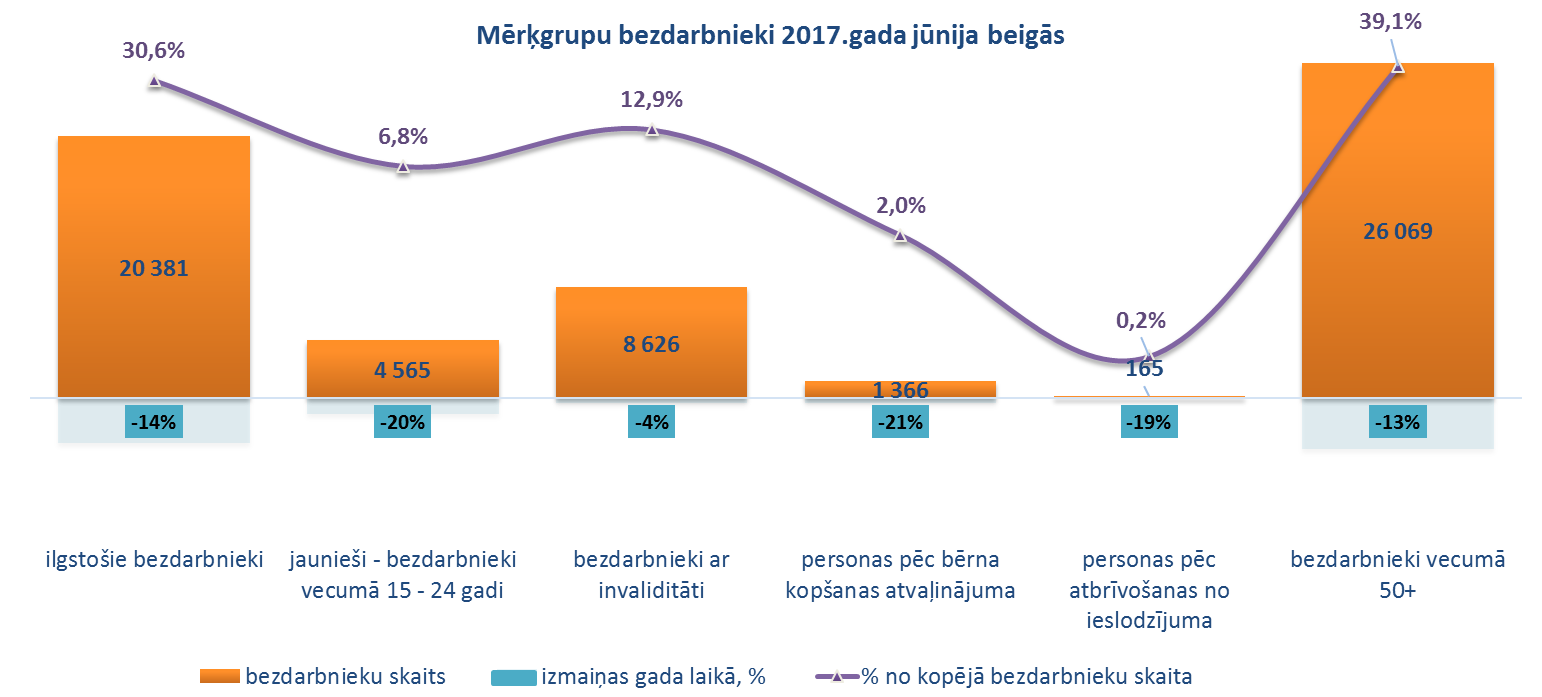 Mērķgrupu bezdarbnieki 2017.gada jūnija beigās
30,6%
6,8%
12,9%
2,0%
0,2%
39,1%
20 381
4 565
8 626
1 366
165
26 069
-14%
-20%
-4%
-21%
-19%
-13%
ilgstošie bezdarbnieki
jaunieši - bezdarbnieki
vecumā 15 - 24 gadi
bezdarbnieki ar
invaliditāti
personas pēc bērna
kopšanas atvaļinājuma
personas pēc
atbrīvošanas no
ieslodzījuma
bezdarbnieki vecumā
50+
bezdarbnieku skaits
izmaiņas gada laikā, %
% no kopējā bezdarbnieku skaita